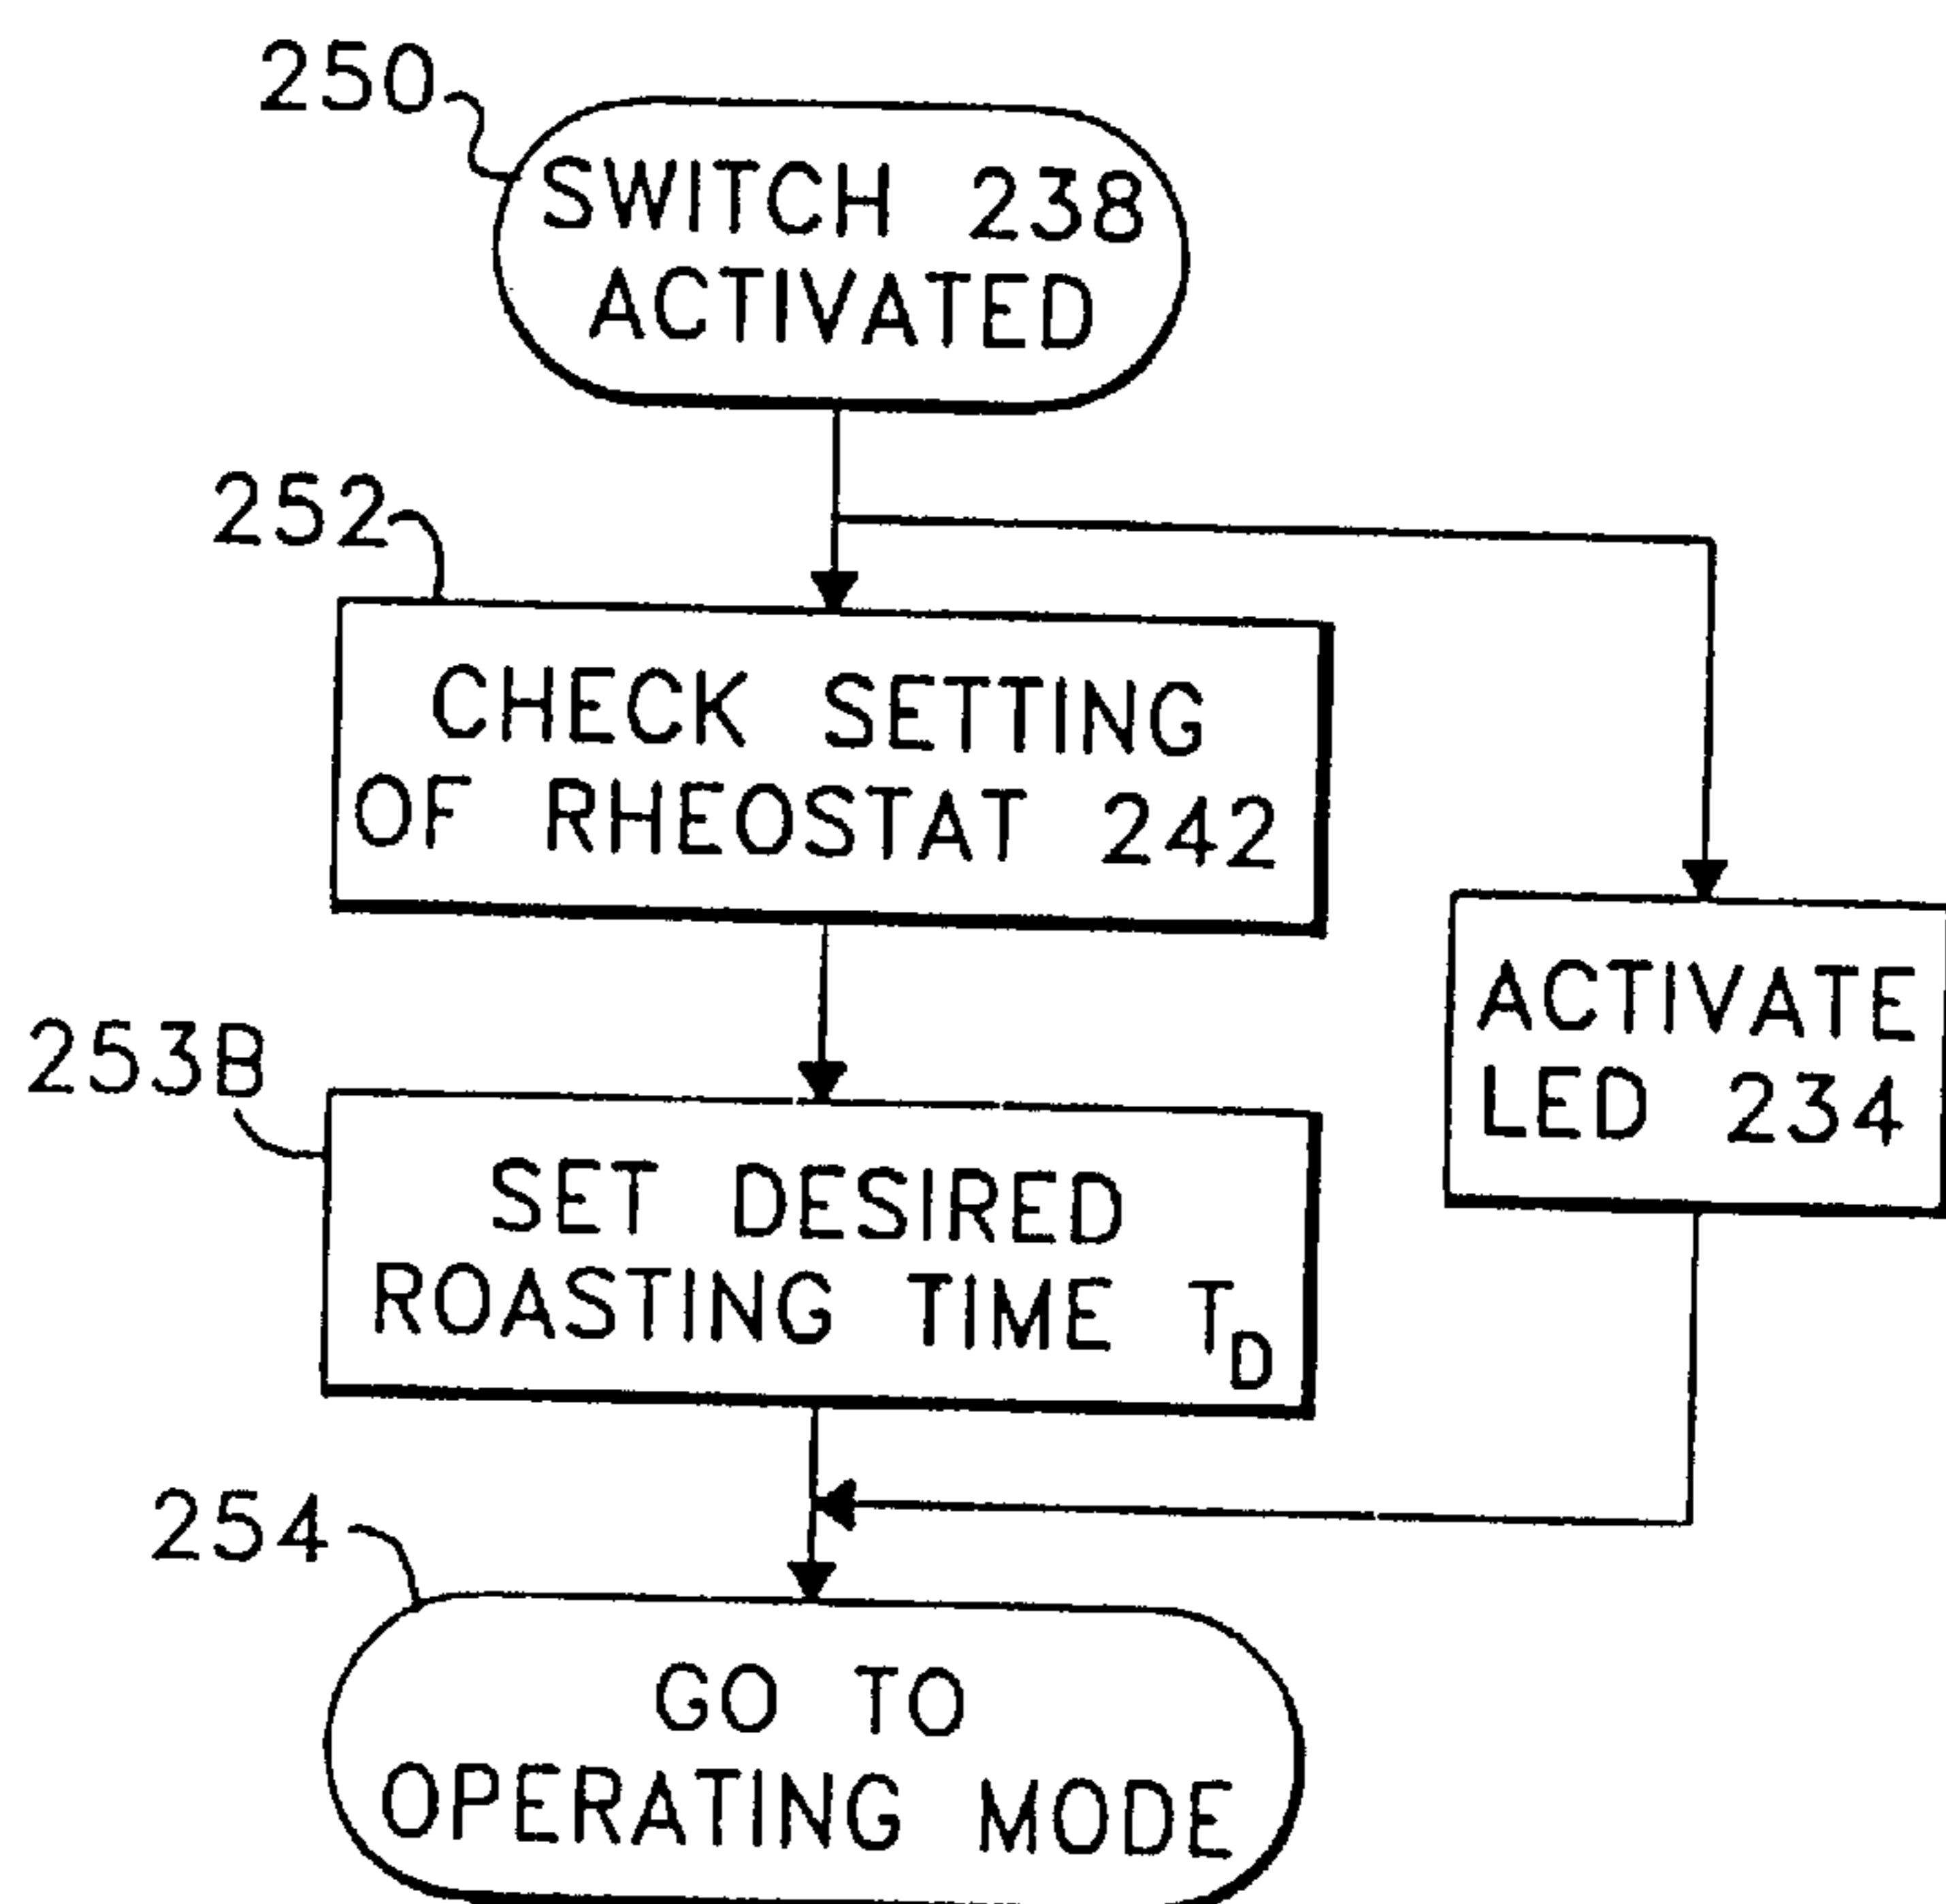 250
SWITCH 238
ACTIVATED
252
CHECK SETTING
OF RHEOSTAT 242
253B
SET DESIRED
ROASTING TIME T_D
ACTIVATE
LED 234
254
GO TO
OPERATING MODE